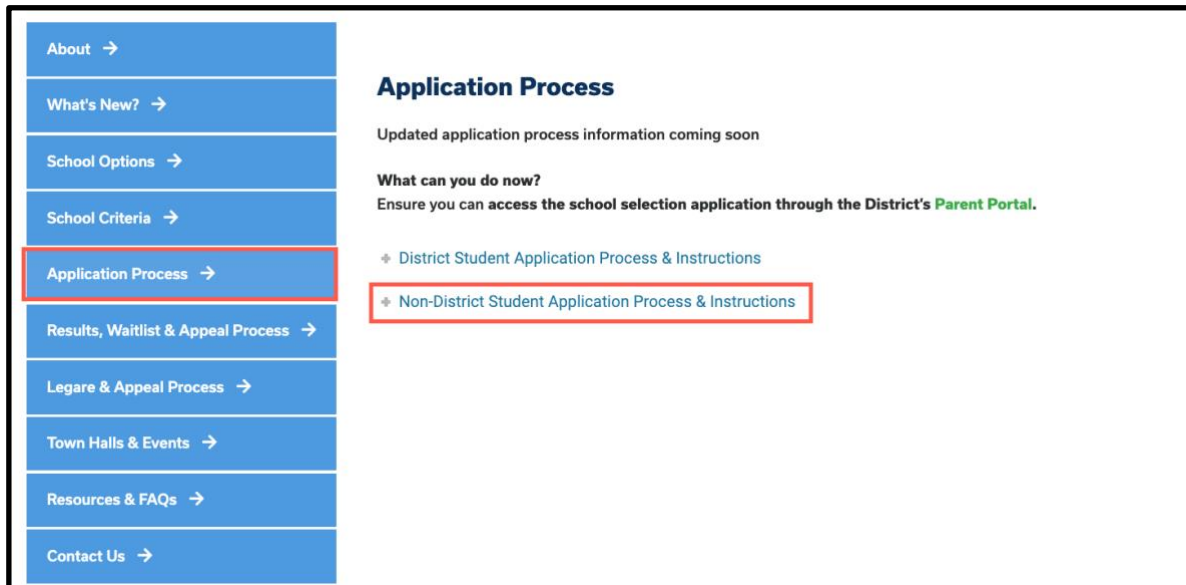 About →
What's New? →
School Options →
School Criteria →
Application Process →
Results, Waitlist & Appeal Process →
Legare & Appeal Process →
Town Halls & Events →
Resources & FAQs →
Contact Us →
Application Process
Updated application process information coming soon
What can you do now?
Ensure you can access the school selection application through the District's Parent Portal.
+ District Student Application Process & Instructions
+ Non-District Student Application Process & Instructions